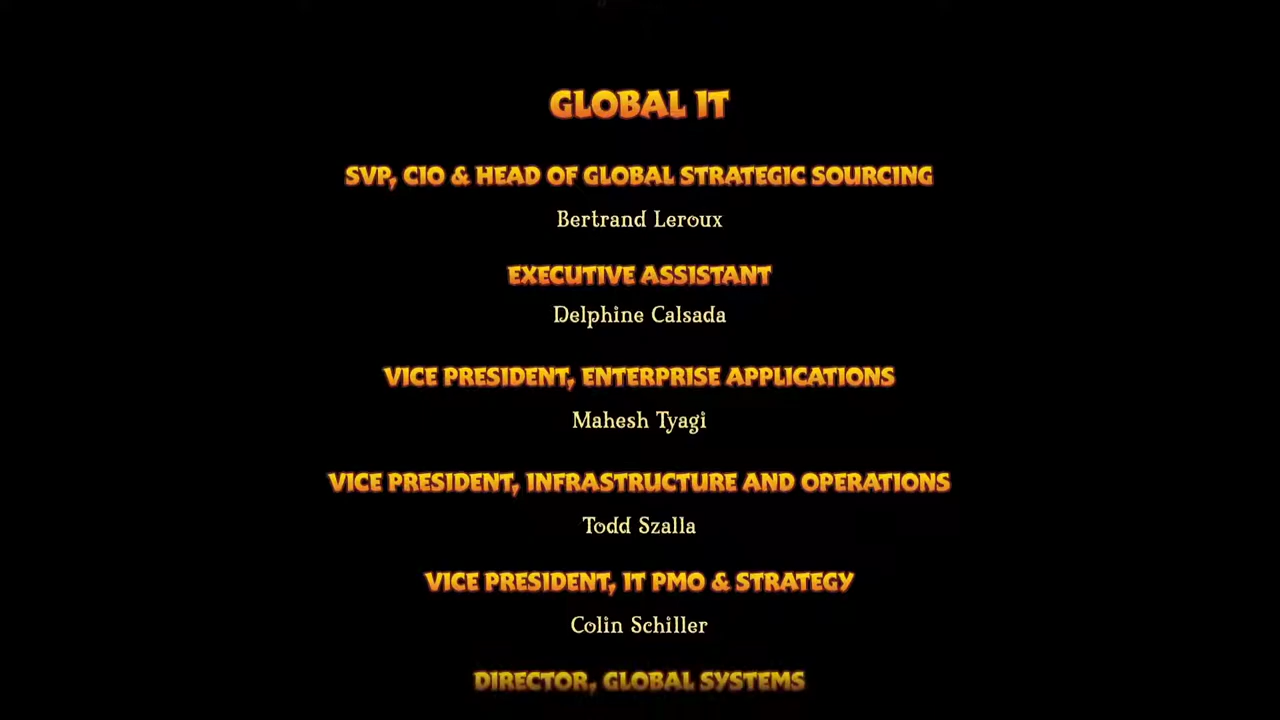 GLOBAL IT
SVP, CIO & HEAD OF GLOBAL STRATEGIC SOURCING
Bertrand Leroux
EXECUTIVE ASSISTANT
Delphine Calsada
VICE PRESIDENT, ENTERPRISE APPLICATIONS
Mahesh Tyagi
VICE PRESIDENT, INFRASTRUCTURE AND OPERATIONS
Todd Szalla
VICE PRESIDENT, IT PMO & STRATEGY
Colin Schiller
DIRECTOR, GLOBAL SYSTEMS